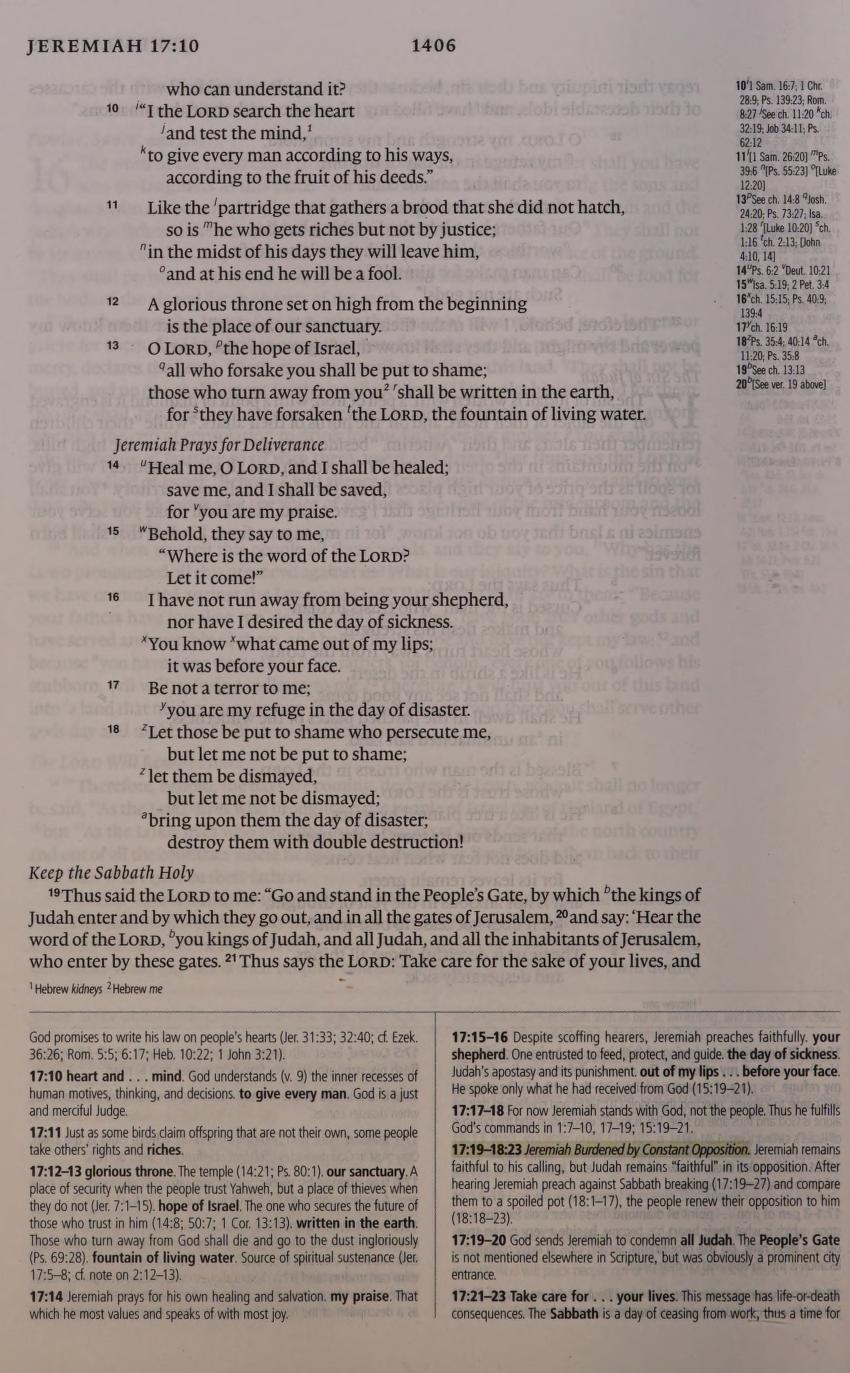 JEREMIAH 17:10
1406
who can understand it?
10 i“I the LORD search the heart
j and test the mind,1
k to give every man according to his ways,
according to the fruit of his deeds.”
11 Like the l partridge that gathers a brood that she did not hatch,
so is m he who gets riches but not by justice;
n in the midst of his days they will leave him,
o and at his end he will be a fool.
12 A glorious throne set on high from the beginning
is the place of our sanctuary.
13 O LORD, p the hope of Israel,
q all who forsake you shall be put to shame;
those who turn away from you2 r shall be written in the earth,
for s they have forsaken t the LORD, the fountain of living water.
Jeremiah Prays for Deliverance
14 u Heal me, O LORD, and I shall be healed;
save me, and I shall be saved,
for v you are my praise.
15 w Behold, they say to me,
“Where is the word of the LORD?
Let it come!”
16 I have not run away from being your shepherd,
nor have I desired the day of sickness.
x You know x what came out of my lips;
it was before your face.
17 Be not a terror to me;
y you are my refuge in the day of disaster.
18 z Let those be put to shame who persecute me,
but let me not be put to shame;
z let them be dismayed,
but let me not be dismayed;
a bring upon them the day of disaster;
destroy them with double destruction!
Keep the Sabbath Holy
19 Thus said the LORD to me: “Go and stand in the People’s Gate, by which b the kings of
Judah enter and by which they go out, and in all the gates of Jerusalem, 20 and say: ‘Hear the
word of the LORD, b you kings of Judah, and all Judah, and all the inhabitants of Jerusalem,
who enter by these gates. 21 Thus says the LORD: Take care for the sake of your lives, and
1 Hebrew kidneys 2 Hebrew me
10 i 1 Sam. 16:7; 1 Chr.
28:9; Ps. 139:23; Rom.
8:27 j See ch. 11:20 k ch.
32:19; Job 34:11; Ps.
62:12
11 l [1 Sam. 26:20] m Ps.
39:6 n [Ps. 55:23] o [Luke
12:20]
13 p See ch. 14:8 q Josh.
24:20; Ps. 73:27; Isa.
1:28 r [Luke 10:20] s ch.
1:16 t ch. 2:13; [John
4:10, 14]
14 u Ps. 6:2 v Deut. 10:21
15 w Isa. 5:19; 2 Pet. 3:4
16 x ch. 15:15; Ps. 40:9;
139:4
17 y ch. 16:19
18 z Ps. 35:4; 40:14 a ch.
11:20; Ps. 35:8
19 b See ch. 13:13
20 b [See ver. 19 above]
God promises to write his law on people’s hearts (Jer. 31:33; 32:40; cf. Ezek.
36:26; Rom. 5:5; 6:17; Heb. 10:22; 1 John 3:21).
17:10 heart and . . . mind. God understands (v. 9) the inner recesses of
human motives, thinking, and decisions. to give every man. God is a just
and merciful Judge.
17:11 Just as some birds claim offspring that are not their own, some people
take others’ rights and riches.
17:12–13 glorious throne. The temple (14:21; Ps. 80:1). our sanctuary. A
place of security when the people trust Yahweh, but a place of thieves when
they do not (Jer. 7:1–15). hope of Israel. The one who secures the future of
those who trust in him (14:8; 50:7; 1 Cor. 13:13). written in the earth.
Those who turn away from God shall die and go to the dust ingloriously
(Ps. 69:28). fountain of living water. Source of spiritual sustenance (Jer.
17:5–8; cf. note on 2:12–13).
17:14 Jeremiah prays for his own healing and salvation. my praise. That
which he most values and speaks of with most joy.
17:15–16 Despite scoffing hearers, Jeremiah preaches faithfully. your
shepherd. One entrusted to feed, protect, and guide. the day of sickness.
Judah’s apostasy and its punishment. out of my lips . . . before your face.
He spoke only what he had received from God (15:19–21).
17:17–18 For now Jeremiah stands with God, not the people. Thus he fulfills
God’s commands in 1:7–10, 17–19; 15:19–21.
17:19–18:23 Jeremiah Burdened by Constant Opposition. Jeremiah remains
faithful to his calling, but Judah remains “faithful” in its opposition. After
hearing Jeremiah preach against Sabbath breaking (17:19–27) and compare
them to a spoiled pot (18:1–17), the people renew their opposition to him
(18:18–23).
17:19–20 God sends Jeremiah to condemn all Judah. The People’s Gate
is not mentioned elsewhere in Scripture, but was obviously a prominent city
entrance.
17:21–23 Take care for . . . your lives. This message has life-or-death
consequences. The Sabbath is a day of ceasing from work, thus a time for